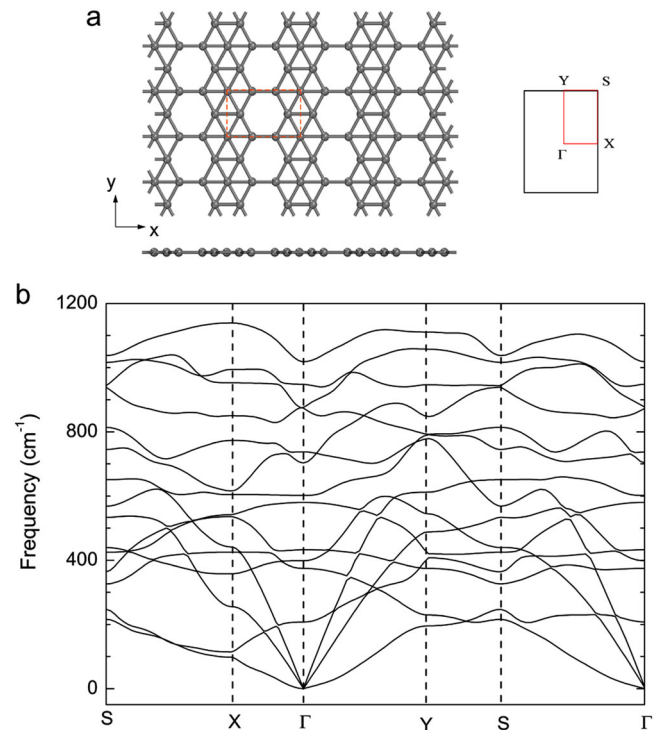 a
Y S
Γ X
y
x
b
1200
800
400
0
Frequency (cm⁻¹)
S X Γ Y S Γ